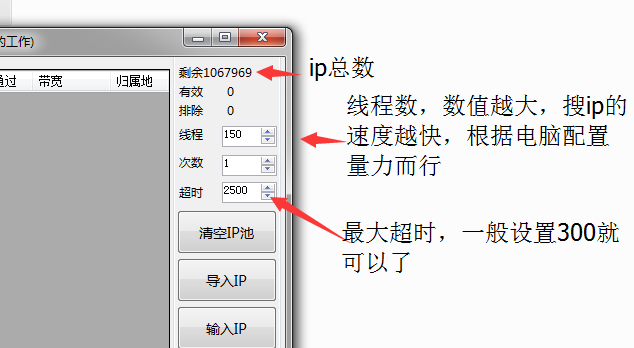 的工作)
通过 带宽 归属地
剩余1067969
有效 0
排除 0
线程 150
次数 1
超时 2500
清空IP池
导入IP
输入IP
ip总数
线程数，数值越大，搜ip的
速度越快，根据电脑配置
量力而行
最大超时，一般设置300就
可以了